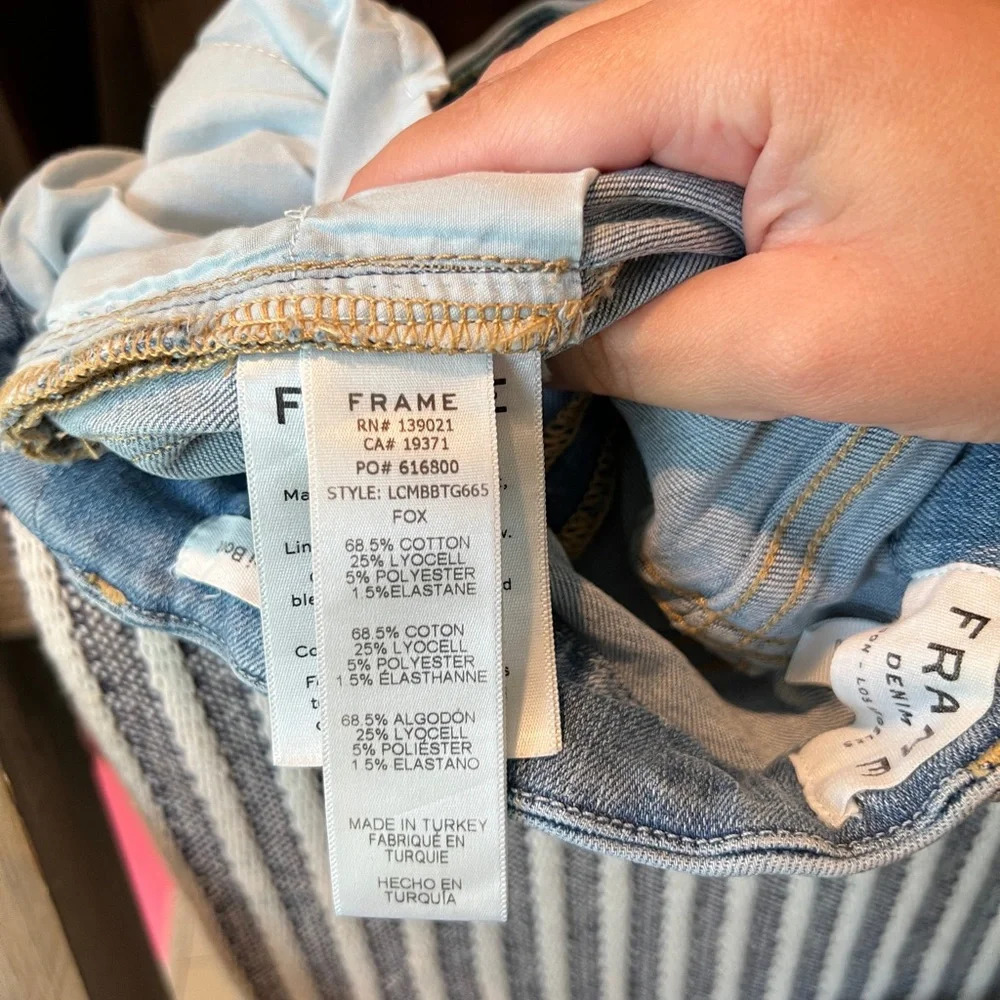 FRAME
RN# 139021
CA# 19371
PO# 616800
STYLE: LCMBBTG665
FOX
68.5% COTTON
25% LYOCELL
5% POLYESTER
1.5%ELASTANE
68.5% COTON
25% LYOCELL
5% POLYESTER
1.5% ÉLASTHANNE
68.5% ALGODÓN
25% LYOCELL
5% POLIÉSTER
1.5% ELASTANO
MADE IN TURKEY
FABRIQUÉ EN
TURQUIE
HECHO EN
TURQUÍA
FRAME
DENIM